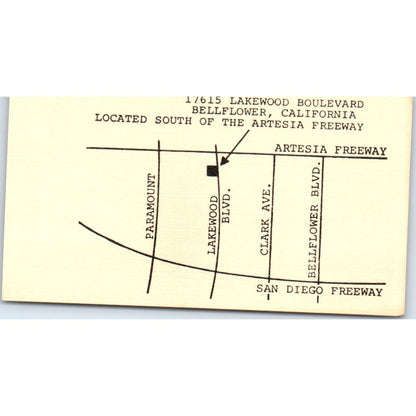 17615 LAKEWOOD BOULEVARD
BELLFLOWER, CALIFORNIA
LOCATED SOUTH OF THE ARTESIA FREEWAY
ARTESIA FREEWAY
PARAMOUNT
LAKEWOOD
BLVD.
CLARK AVE.
BELLFLOWER BLVD.
SAN DIEGO FREEWAY